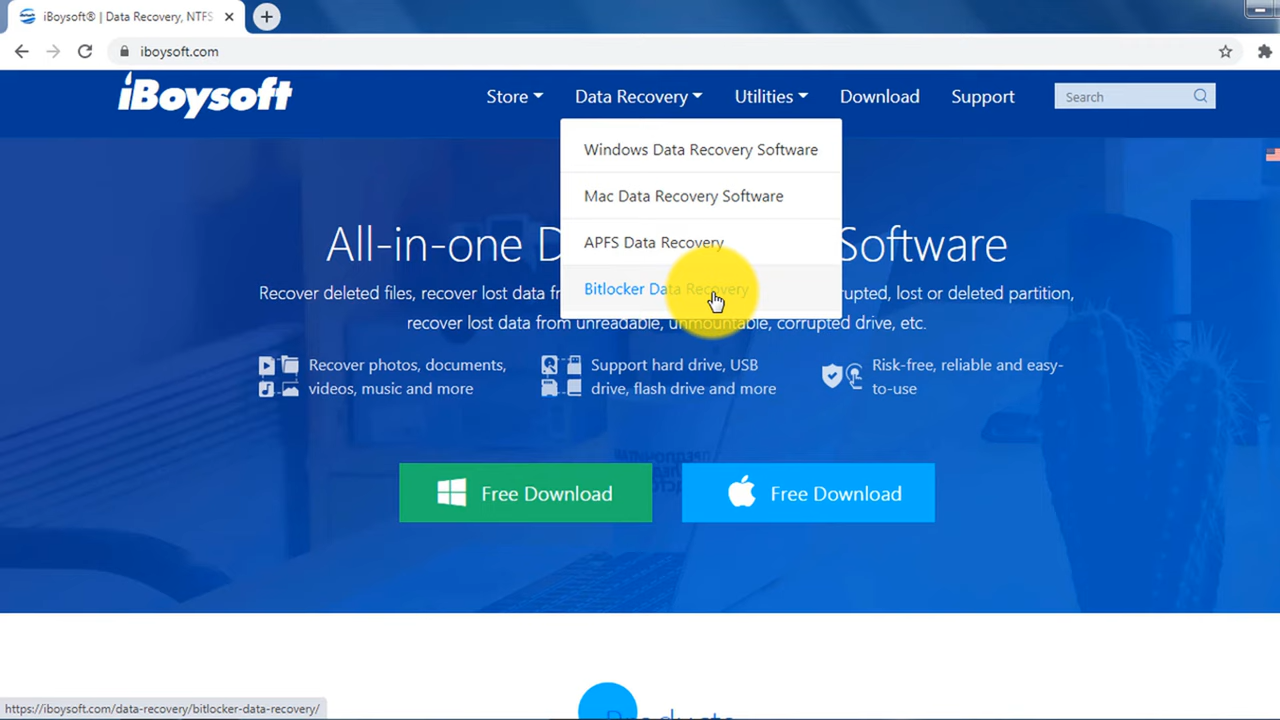 iBoysoft® | Data Recovery, NTFS
iboysoft.com
iBoysoft
Store
Data Recovery
Utilities
Download
Support
Search
Windows Data Recovery Software
Mac Data Recovery Software
APFS Data Recovery
Bitlocker Data Recovery
All-in-one D Software
Recover deleted files, recover lost data fr rupted, lost or deleted partition,
recover lost data from unreadable, unmountable, corrupted drive, etc.
Recover photos, documents,
videos, music and more
Support hard drive, USB
drive, flash drive and more
Risk-free, reliable and easy-
to-use
Free Download
Free Download
Products
https://iboysoft.com/data-recovery/bitlocker-data-recovery/